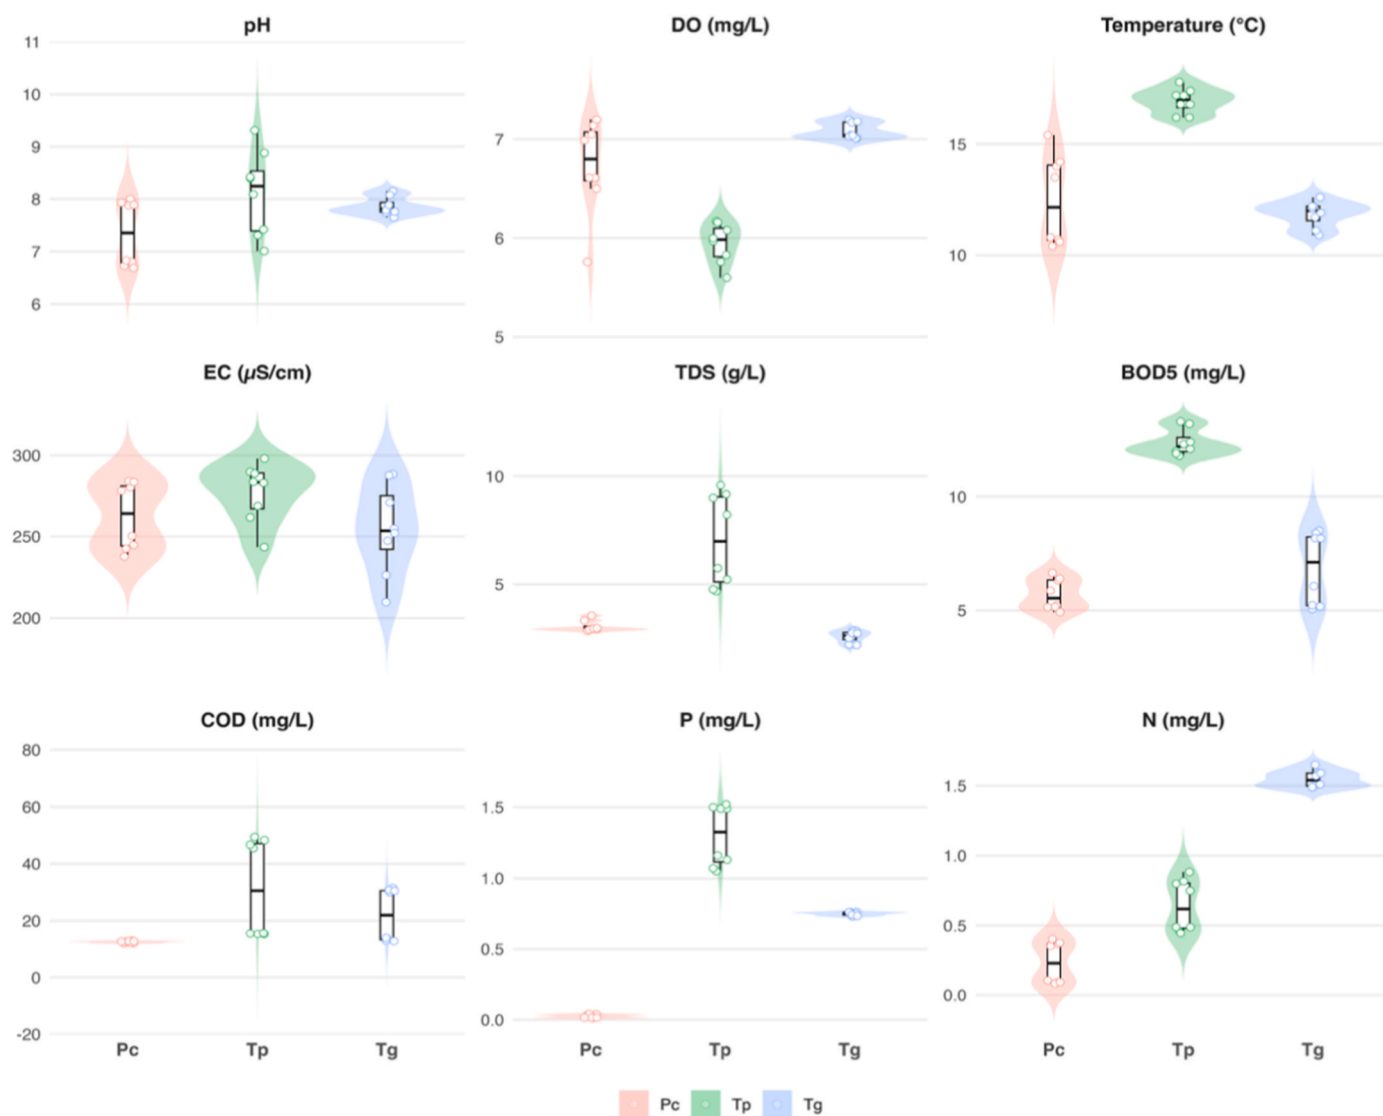 pH
DO (mg/L)
Temperature (°C)
11
10
9
8
7
6
7
6
5
15
10
EC (µS/cm)
TDS (g/L)
BOD5 (mg/L)
300
250
200
10
5
10
5
COD (mg/L)
P (mg/L)
N (mg/L)
80
60
40
20
0
-20
1.5
1.0
0.5
0.0
1.5
1.0
0.5
0.0
Pc Tp Tg
Pc Tp Tg
Pc Tp Tg
Pc Tp Tg